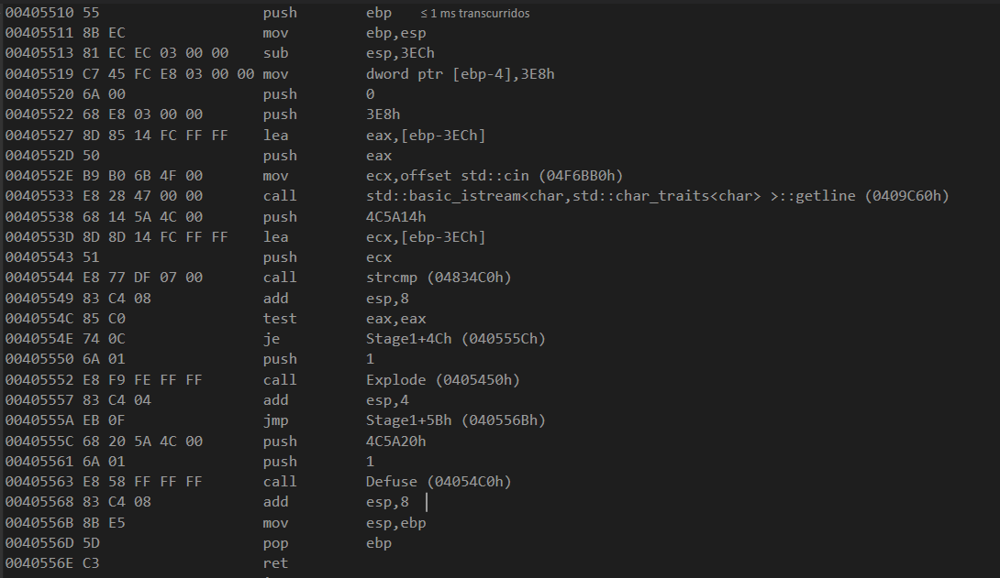 00405510 55 push ebp ≤ 1 ms transcurridos
00405511 8B EC mov ebp,esp
00405513 81 EC EC 03 00 00 sub esp,3ECh
00405519 C7 45 FC E8 03 00 00 mov dword ptr [ebp-4],3E8h
00405520 6A 00 push 0
00405522 68 E8 03 00 00 push 3E8h
00405527 8D 85 14 FC FF FF lea eax,[ebp-3ECh]
0040552D 50 push eax
0040552E B9 B0 6B 4F 00 mov ecx,offset std::cin (04F6BB0h)
00405533 E8 28 47 00 00 call std::basic_istream<char,std::char_traits<char> >::getline (0409C60h)
00405538 68 14 5A 4C 00 push 4C5A14h
0040553D 8D 8D 14 FC FF FF lea ecx,[ebp-3ECh]
00405543 51 push ecx
00405544 E8 77 DF 07 00 call strcmp (04834C0h)
00405549 83 C4 08 add esp,8
0040554C 85 C0 test eax,eax
0040554E 74 0C je Stage1+4Ch (040555Ch)
00405550 6A 01 push 1
00405552 E8 F9 FE FF FF call Explode (0405450h)
00405557 83 C4 04 add esp,4
0040555A EB 0F jmp Stage1+5Bh (040556Bh)
0040555C 68 20 5A 4C 00 push 4C5A20h
00405561 6A 01 push 1
00405563 E8 58 FF FF FF call Defuse (04054C0h)
00405568 83 C4 08 add esp,8
0040556B 8B E5 mov esp,ebp
0040556D 5D pop ebp
0040556E C3 ret